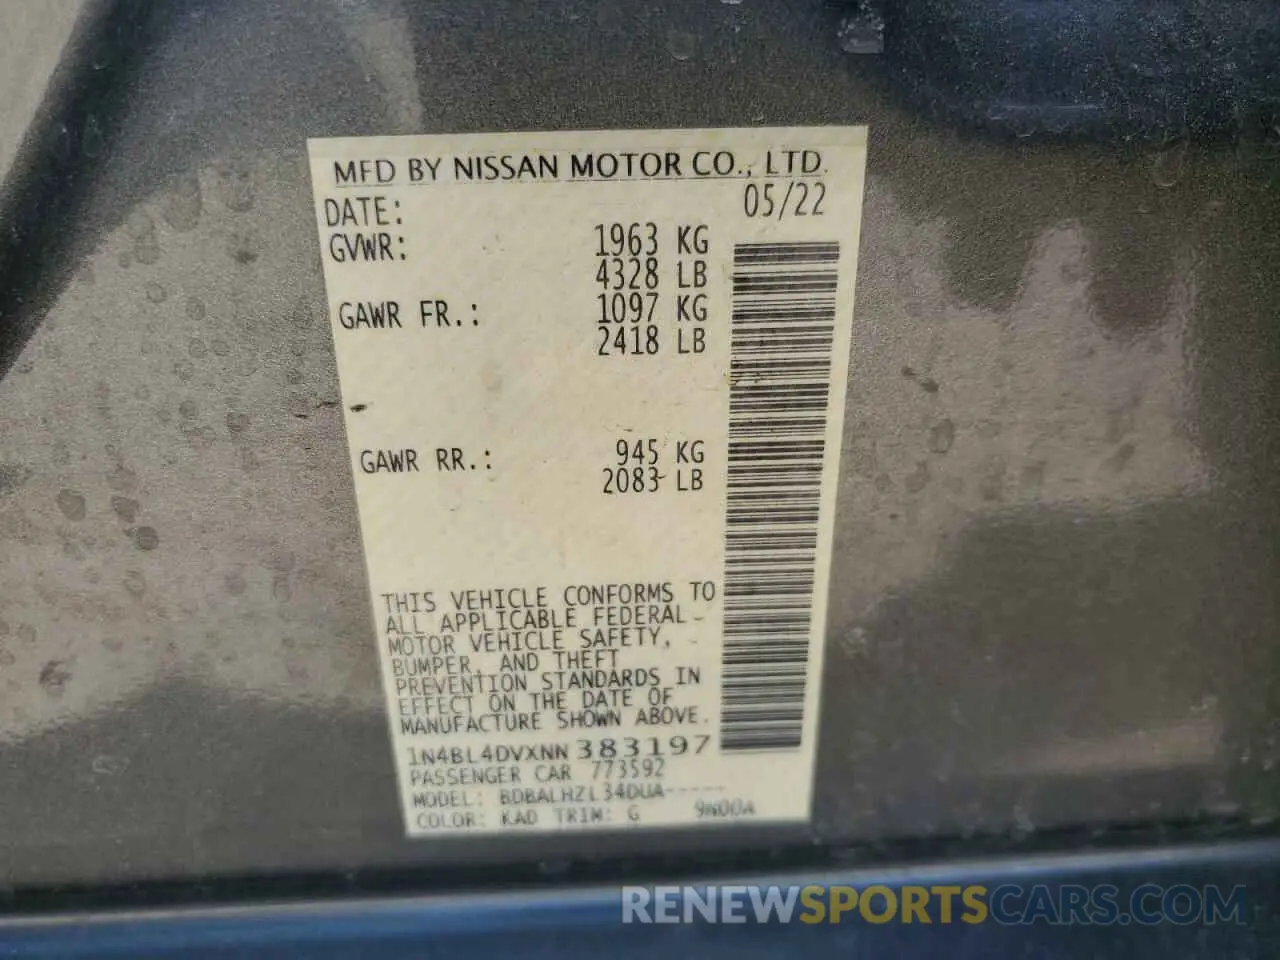 MFD BY NISSAN MOTOR CO., LTD.
DATE: 05/22
GVWR: 1963 KG
4328 LB
GAWR FR.: 1097 KG
2418 LB
GAWR RR.: 945 KG
2083 LB
THIS VEHICLE CONFORMS TO
ALL APPLICABLE FEDERAL
MOTOR VEHICLE SAFETY,
BUMPER, AND THEFT
PREVENTION STANDARDS IN
EFFECT ON THE DATE OF
MANUFACTURE SHOWN ABOVE.
1N4BL4DVXNN383197
PASSENGER CAR 773592
MODEL: BDBALHZL34DUA-----
COLOR: KAD TRIM: G 9N00A
RENEWSPORTSCARS.COM